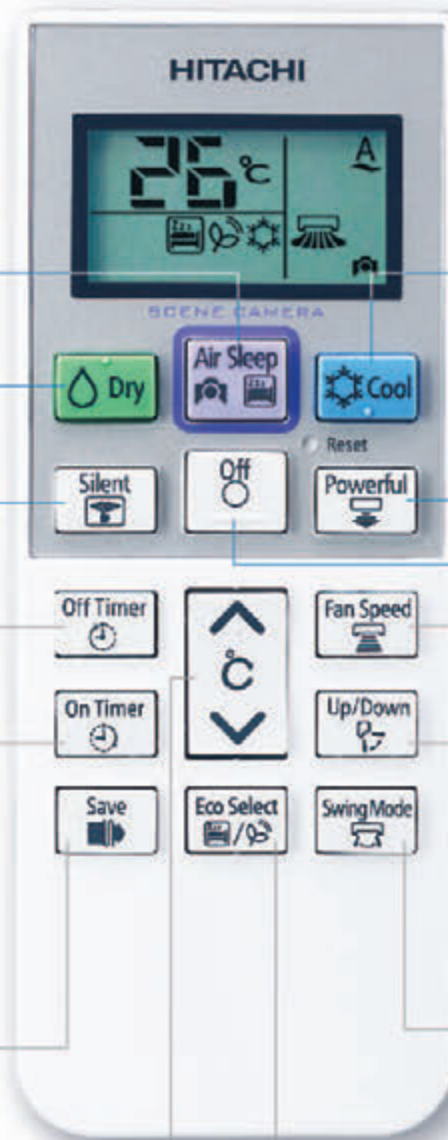 HITACHI
26°C
A
SCENE CAMERA
Dry
Air Sleep
Cool
Reset
Silent
Off
Powerful
Off Timer
°C
Fan Speed
On Timer
Up/Down
Save
Eco Select
/
Swing Mode